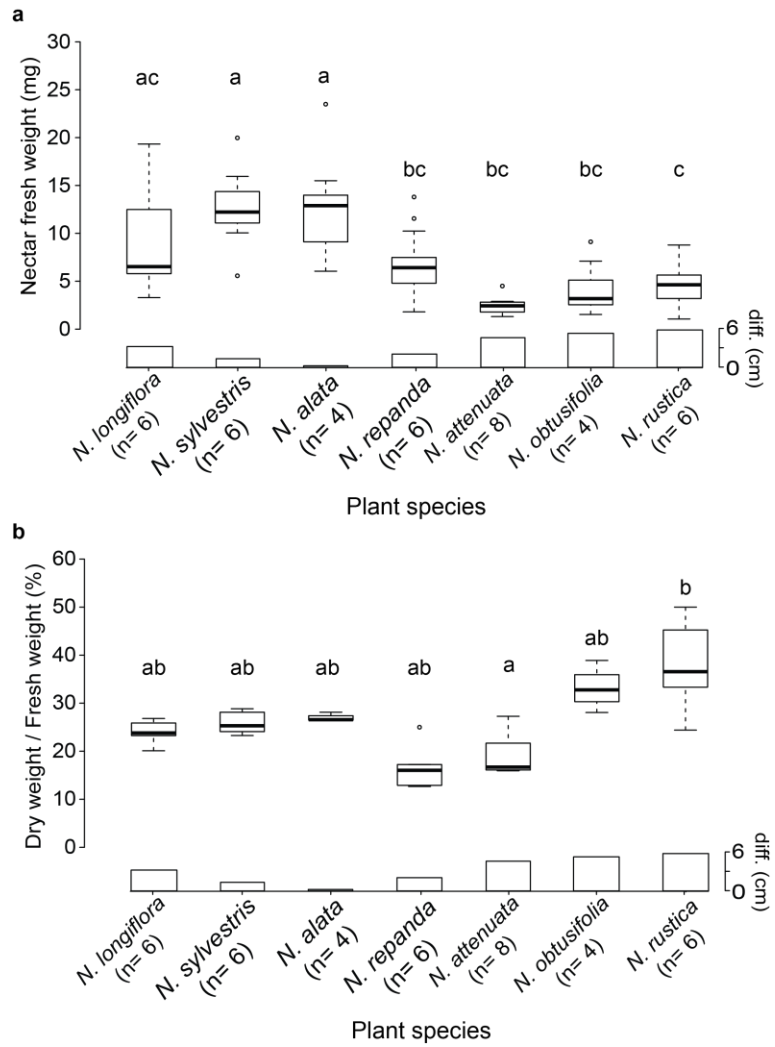 a
Nectar fresh weight (mg)
30
25
20
15
10
5
0
ac
a
a
bc
bc
bc
c
6
0
diff. (cm)
N. longiflora
(n= 6)
N. sylvestris
(n= 6)
N. alata
(n= 4)
N. repanda
(n= 6)
N. attenuata
(n= 8)
N. obtusifolia
(n= 4)
N. rustica
(n= 6)
Plant species
b
Dry weight / Fresh weight (%)
60
50
40
30
20
10
0
ab
ab
ab
ab
a
ab
b
6
0
diff. (cm)
N. longiflora
(n= 6)
N. sylvestris
(n= 6)
N. alata
(n= 4)
N. repanda
(n= 6)
N. attenuata
(n= 8)
N. obtusifolia
(n= 4)
N. rustica
(n= 6)
Plant species